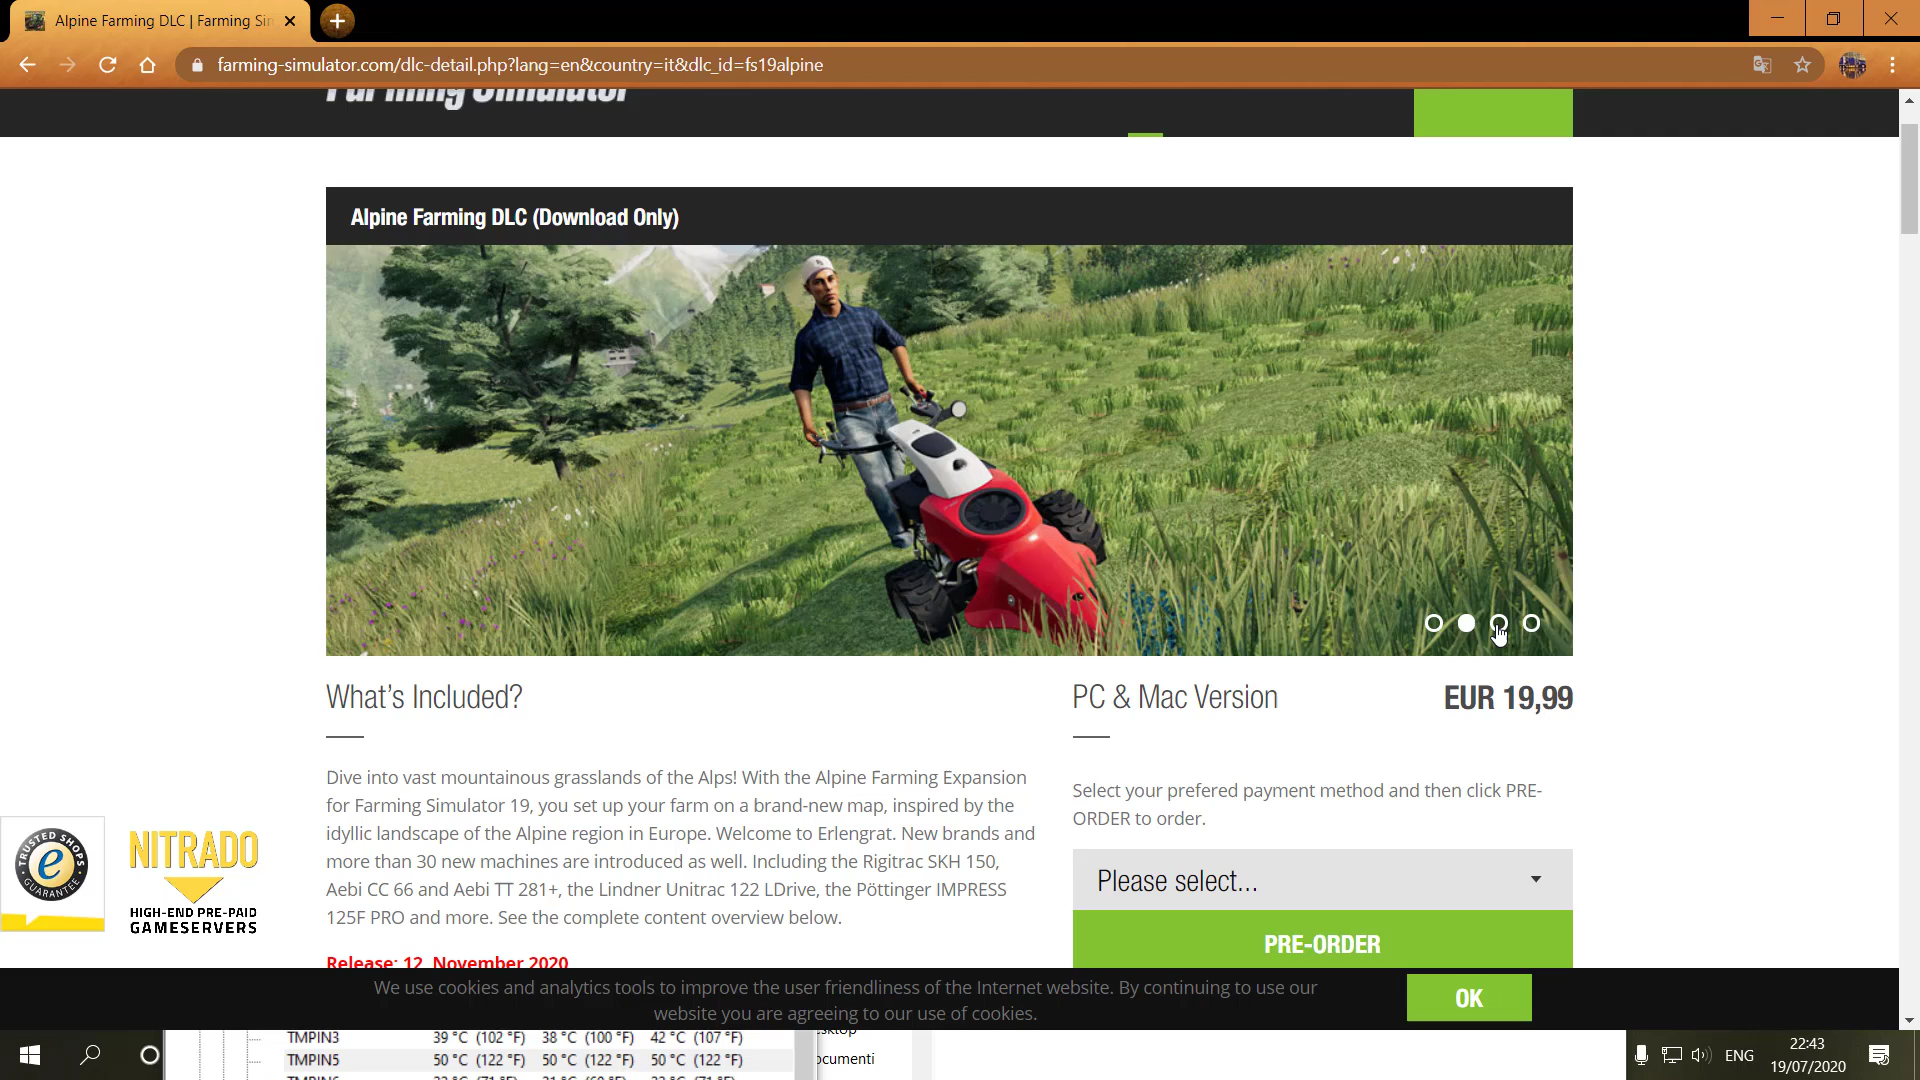 Alpine Farming DLC | Farming Sim
farming-simulator.com/dlc-detail.php?lang=en&country=it&dlc_id=fs19alpine
Farming Simulator
Alpine Farming DLC (Download Only)
What's Included?
Dive into vast mountainous grasslands of the Alps! With the Alpine Farming Expansion
for Farming Simulator 19, you set up your farm on a brand-new map, inspired by the
idyllic landscape of the Alpine region in Europe. Welcome to Erlengrat. New brands and
more than 30 new machines are introduced as well. Including the Rigitrac SKH 150,
Aebi CC 66 and Aebi TT 281+, the Lindner Unitrac 122 LDrive, the Pöttinger IMPRESS
125F PRO and more. See the complete content overview below.
Release: 12. November 2020
PC & Mac Version
EUR 19,99
Select your prefered payment method and then click PRE-
ORDER to order.
Please select...
PRE-ORDER
TRUSTED SHOPS
e
GUARANTEE
NITRADO
HIGH-END PRE-PAID
GAMESERVERS
We use cookies and analytics tools to improve the user friendliness of the Internet website. By continuing to use our
website you are agreeing to our use of cookies.
OK
TMPIN3 39 °C (102 °F) 38 °C (100 °F) 42 °C (107 °F)
TMPIN5 50 °C (122 °F) 50 °C (122 °F) 50 °C (122 °F)
ocumenti
ENG
22:43
19/07/2020